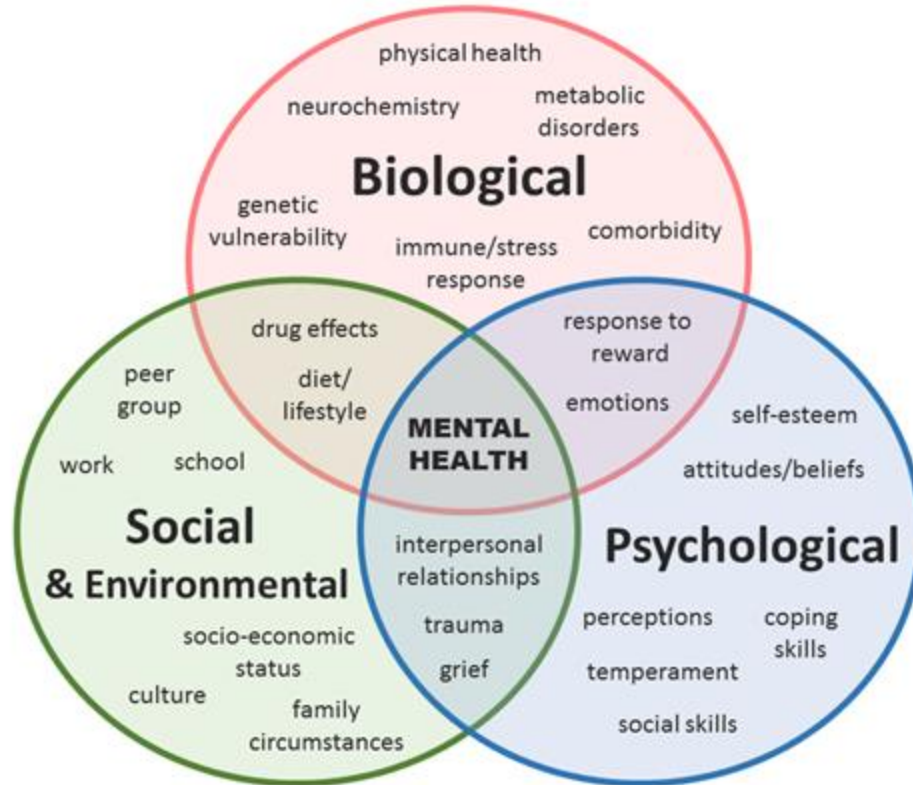 physical health
neurochemistry
metabolic
disorders
Biological
genetic
vulnerability
immune/stress
response
comorbidity
drug effects
diet/
lifestyle
response to
reward
emotions
MENTAL
HEALTH
peer
group
work
school
Social
& Environmental
socio-economic
status
culture
family
circumstances
interpersonal
relationships
trauma
grief
self-esteem
attitudes/beliefs
Psychological
perceptions
coping
skills
temperament
social skills